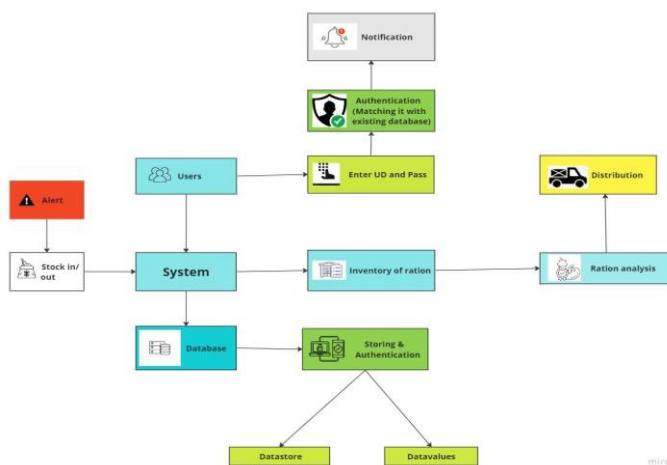 Notification
Authentication
(Matching it with
existing database)
Users
Enter UD and Pass
Distribution
Alert
Stock in/
out
System
Inventory of ration
Ration analysis
Database
Storing &
Authentication
Datastore
Datavalues
miro